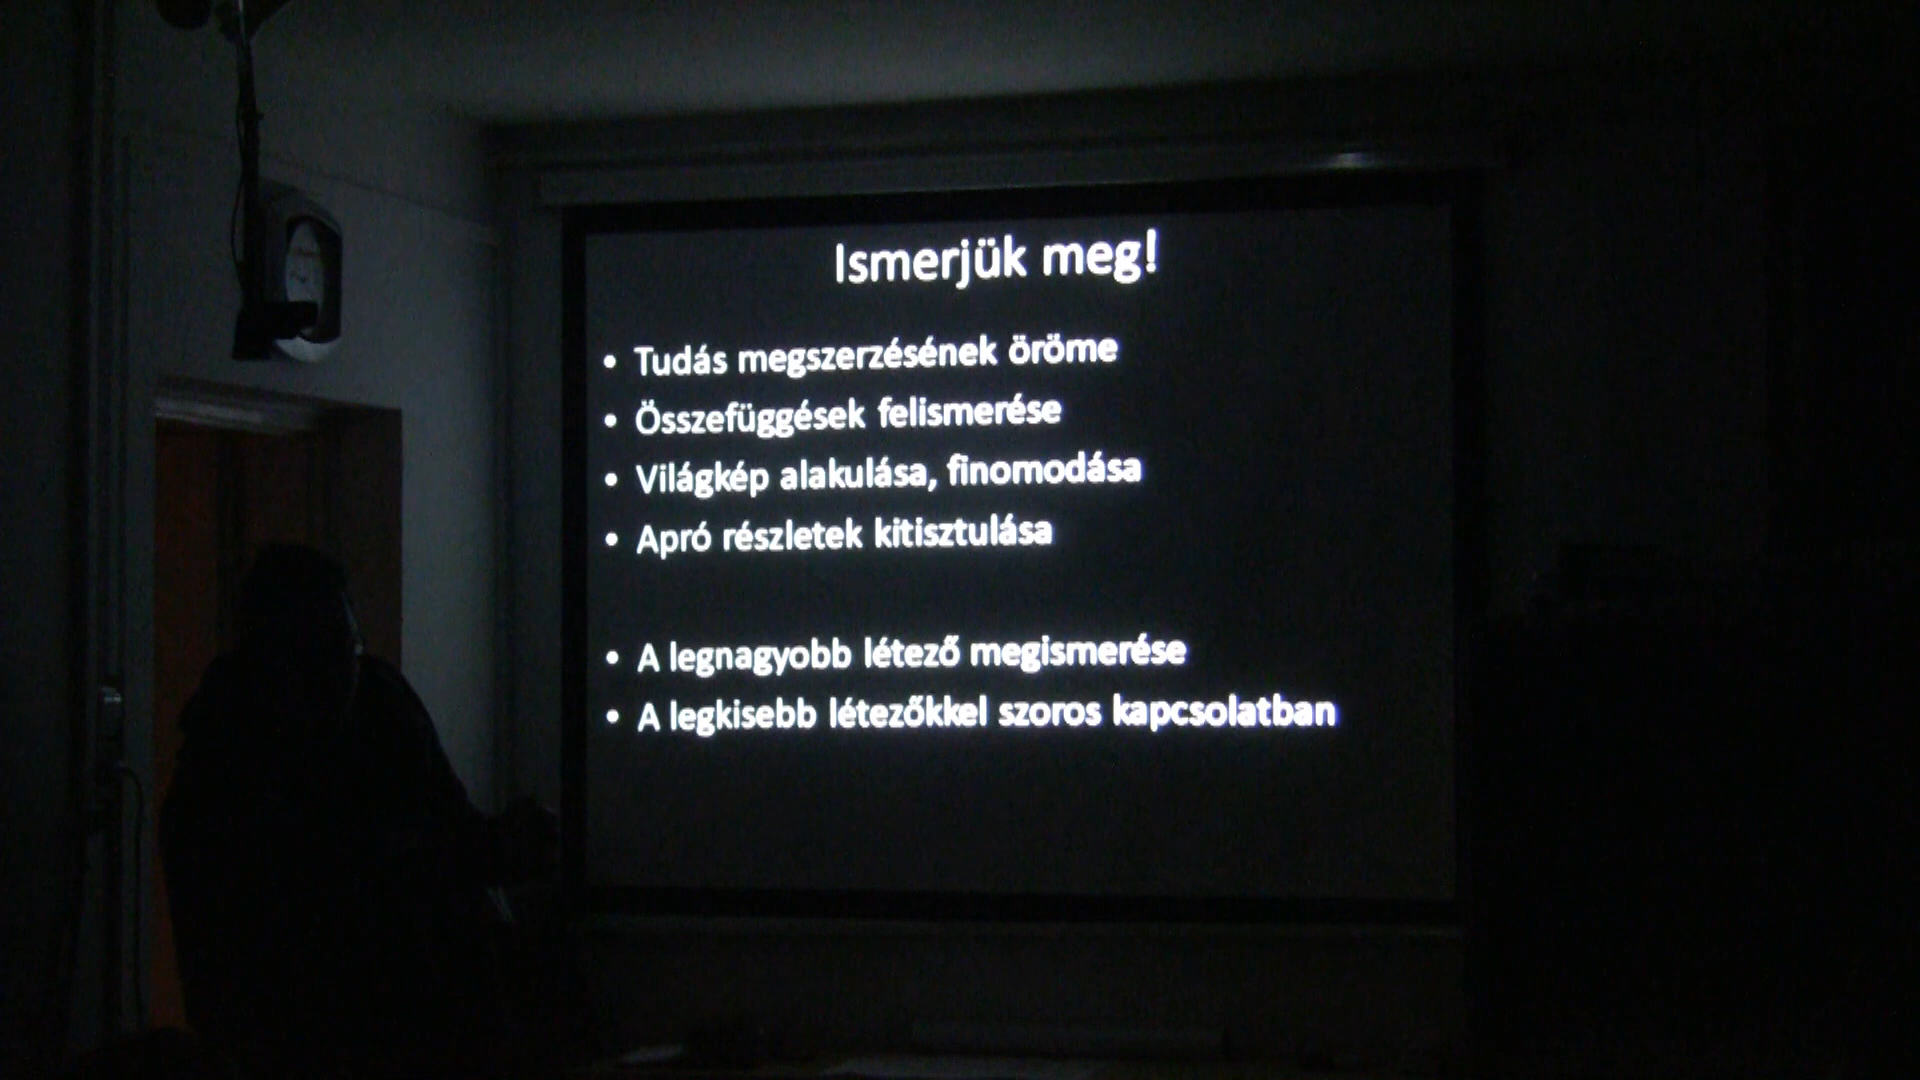 Ismerjük meg!
• Tudás megszerzésének öröme
• Összefüggések felismerése
• Világkép alakulása, finomodása
• Apró részletek kitisztulása
• A legnagyobb létező megismerése
• A legkisebb létezőkkel szoros kapcsolatban